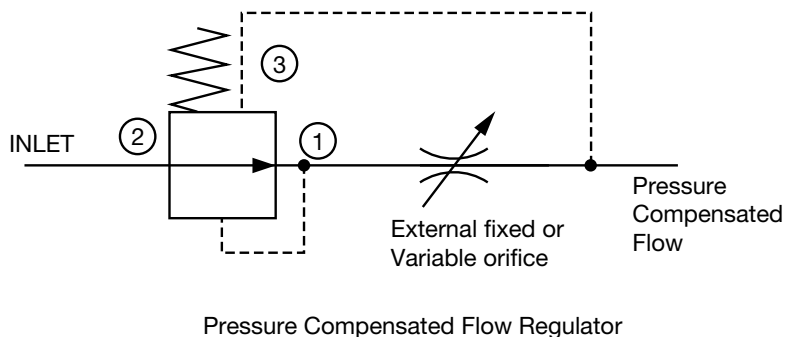 3
2
1
INLET
Pressure
Compensated
Flow
External fixed or
Variable orifice
Pressure Compensated Flow Regulator